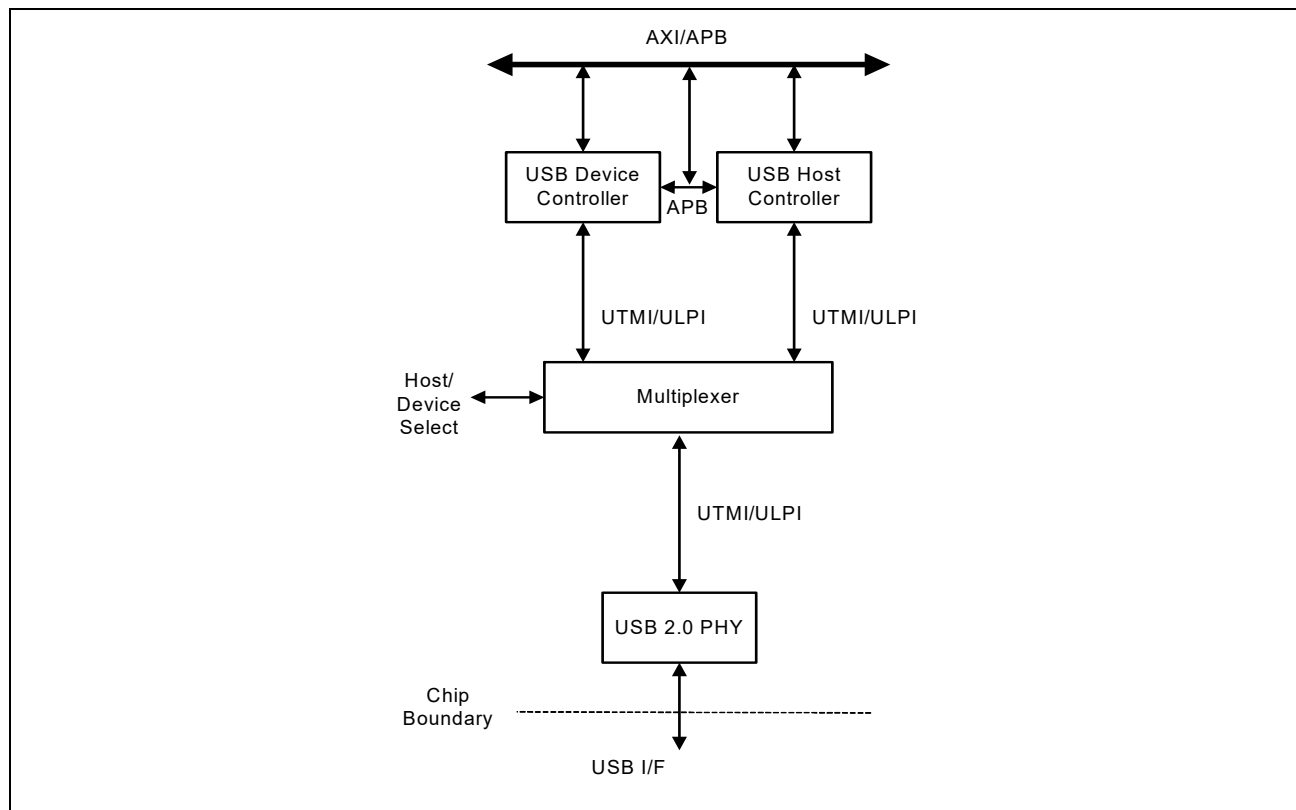 AXI/APB
USB Device
Controller
USB Host
Controller
APB
UTMI/ULPI
UTMI/ULPI
Host/
Device
Select
Multiplexer
UTMI/ULPI
USB 2.0 PHY
Chip
Boundary
USB I/F